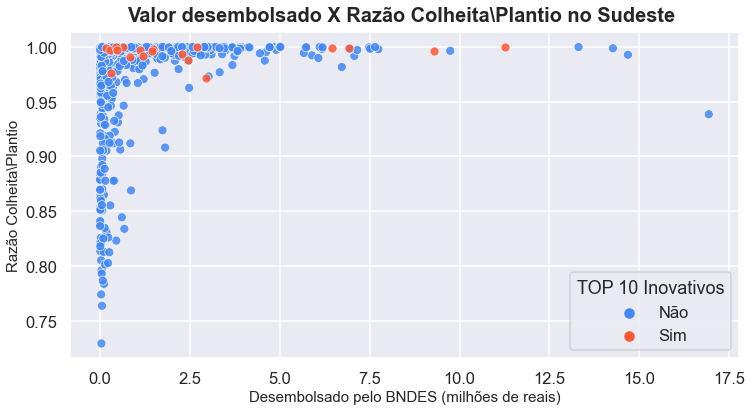 Valor desembolsado X Razão Colheita\Plantio no Sudeste
Razão Colheita\Plantio
1.00
0.95
0.90
0.85
0.80
0.75
TOP 10 Inovativos
Não
Sim
0.0 2.5 5.0 7.5 10.0 12.5 15.0 17.5
Desembolsado pelo BNDES (milhões de reais)